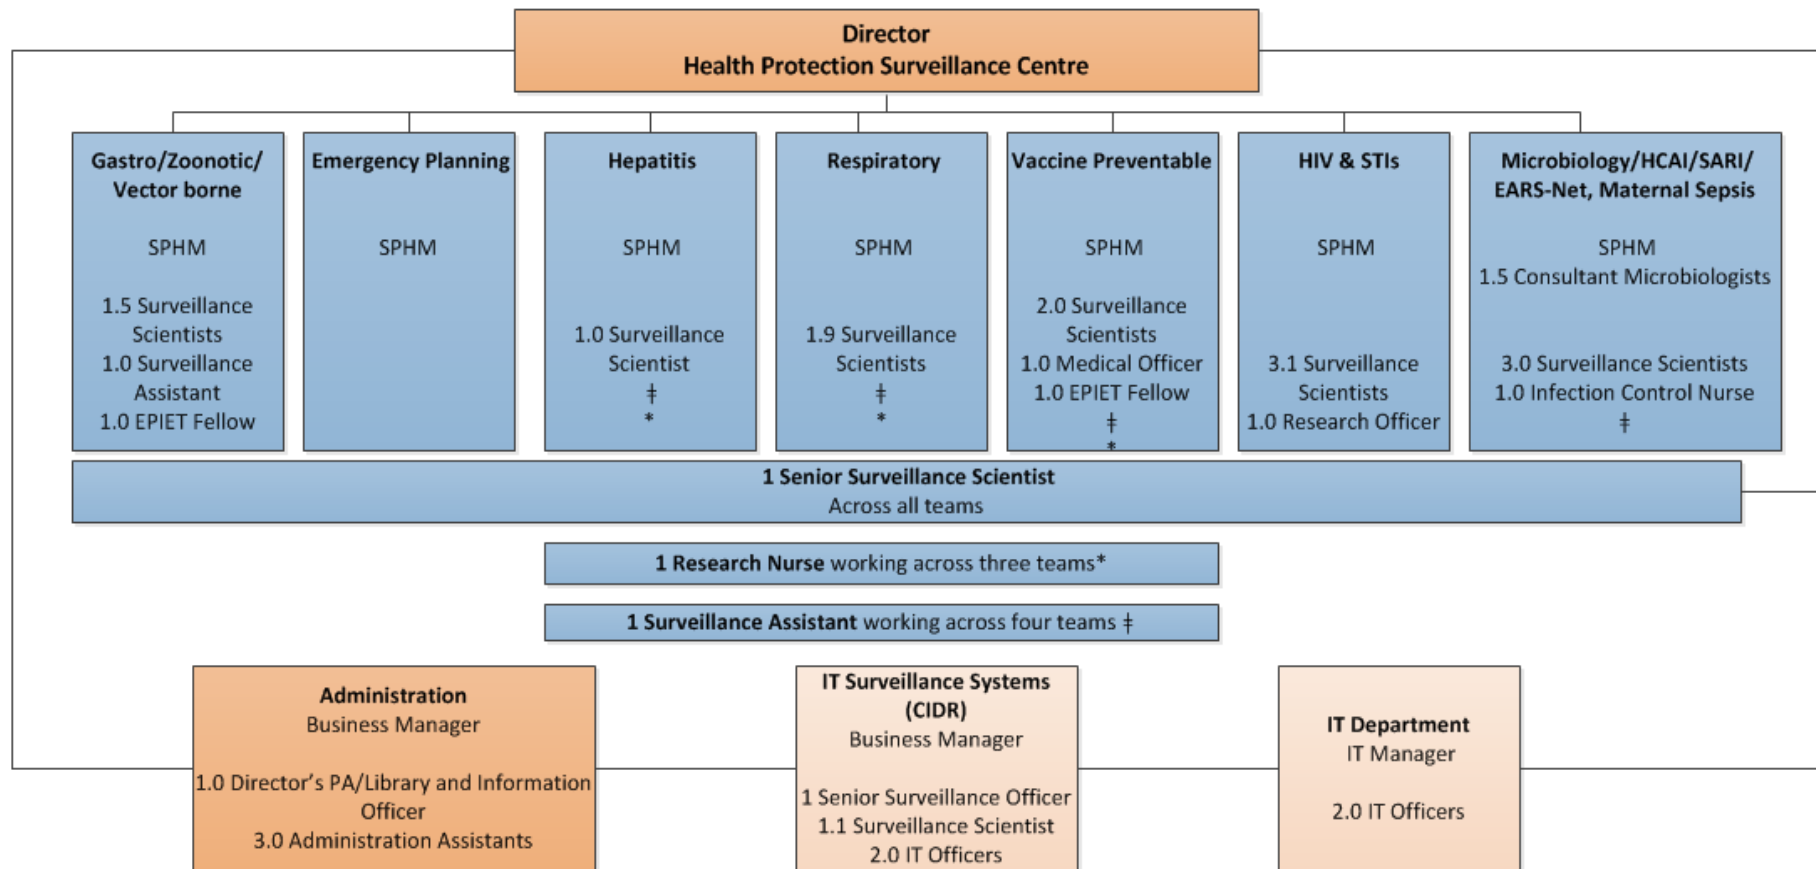 Director
Health Protection Surveillance Centre
Gastro/Zoonotic/
Vector borne
SPHM
1.5 Surveillance
Scientists
1.0 Surveillance
Assistant
1.0 EPIET Fellow
Emergency Planning
SPHM
Hepatitis
SPHM
1.0 Surveillance
Scientist
ǂ
*
Respiratory
SPHM
1.9 Surveillance
Scientists
ǂ
*
Vaccine Preventable
SPHM
2.0 Surveillance
Scientists
1.0 Medical Officer
1.0 EPIET Fellow
ǂ
*
HIV & STIs
SPHM
3.1 Surveillance
Scientists
1.0 Research Officer
Microbiology/HCAI/SARI/
EARS-Net, Maternal Sepsis
SPHM
1.5 Consultant Microbiologists
3.0 Surveillance Scientists
1.0 Infection Control Nurse
ǂ
1 Senior Surveillance Scientist
Across all teams
1 Research Nurse working across three teams*
1 Surveillance Assistant working across four teams ǂ
Administration
Business Manager
1.0 Director's PA/Library and Information
Officer
3.0 Administration Assistants
IT Surveillance Systems
(CIDR)
Business Manager
1 Senior Surveillance Officer
1.1 Surveillance Scientist
2.0 IT Officers
IT Department
IT Manager
2.0 IT Officers